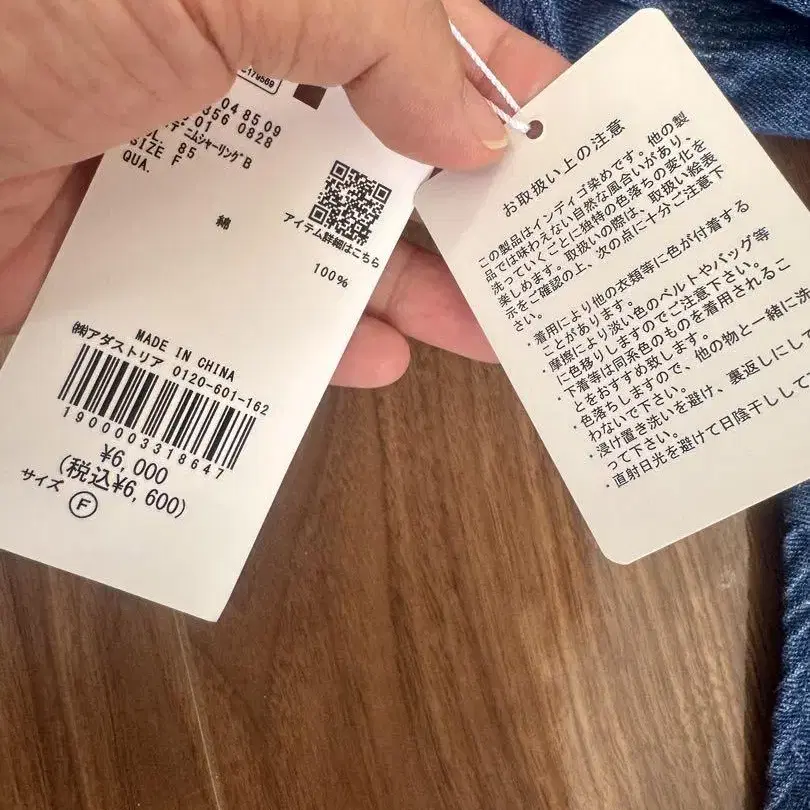 179569
04 8509
356 0828
01
デニムシャーリングB
85
SIZE F
QUA.
綿
アイテム詳細はこちら
100%
MADE IN CHINA
㈱アダストリア 0120-601-162
1900003318647
¥6,000
(税込¥6,600)
サイズ
F
お取扱い上の注意
この製品はインディゴ染めです。他の製
品では味わえない自然な風合いがあり、
洗っていくごとに独特の色落ちの変化を
楽しめます。取扱いの際は、取扱い絵表
示をご確認の上、次の点に十分ご注意下
さい。
・着用により他の衣類等に色が付着する
ことがあります。
・摩擦により淡い色のベルトやバッグ等
に色移りしますのでご注意下さい。
・下着等は同系色のものを着用されるこ
とをおすすめ致します。
・色落ちしますので、他の物と一緒に洗
わないで下さい。
・浸け置き洗いを避け、裏返しにして
って下さい。
・直射日光を避けて日陰干しして